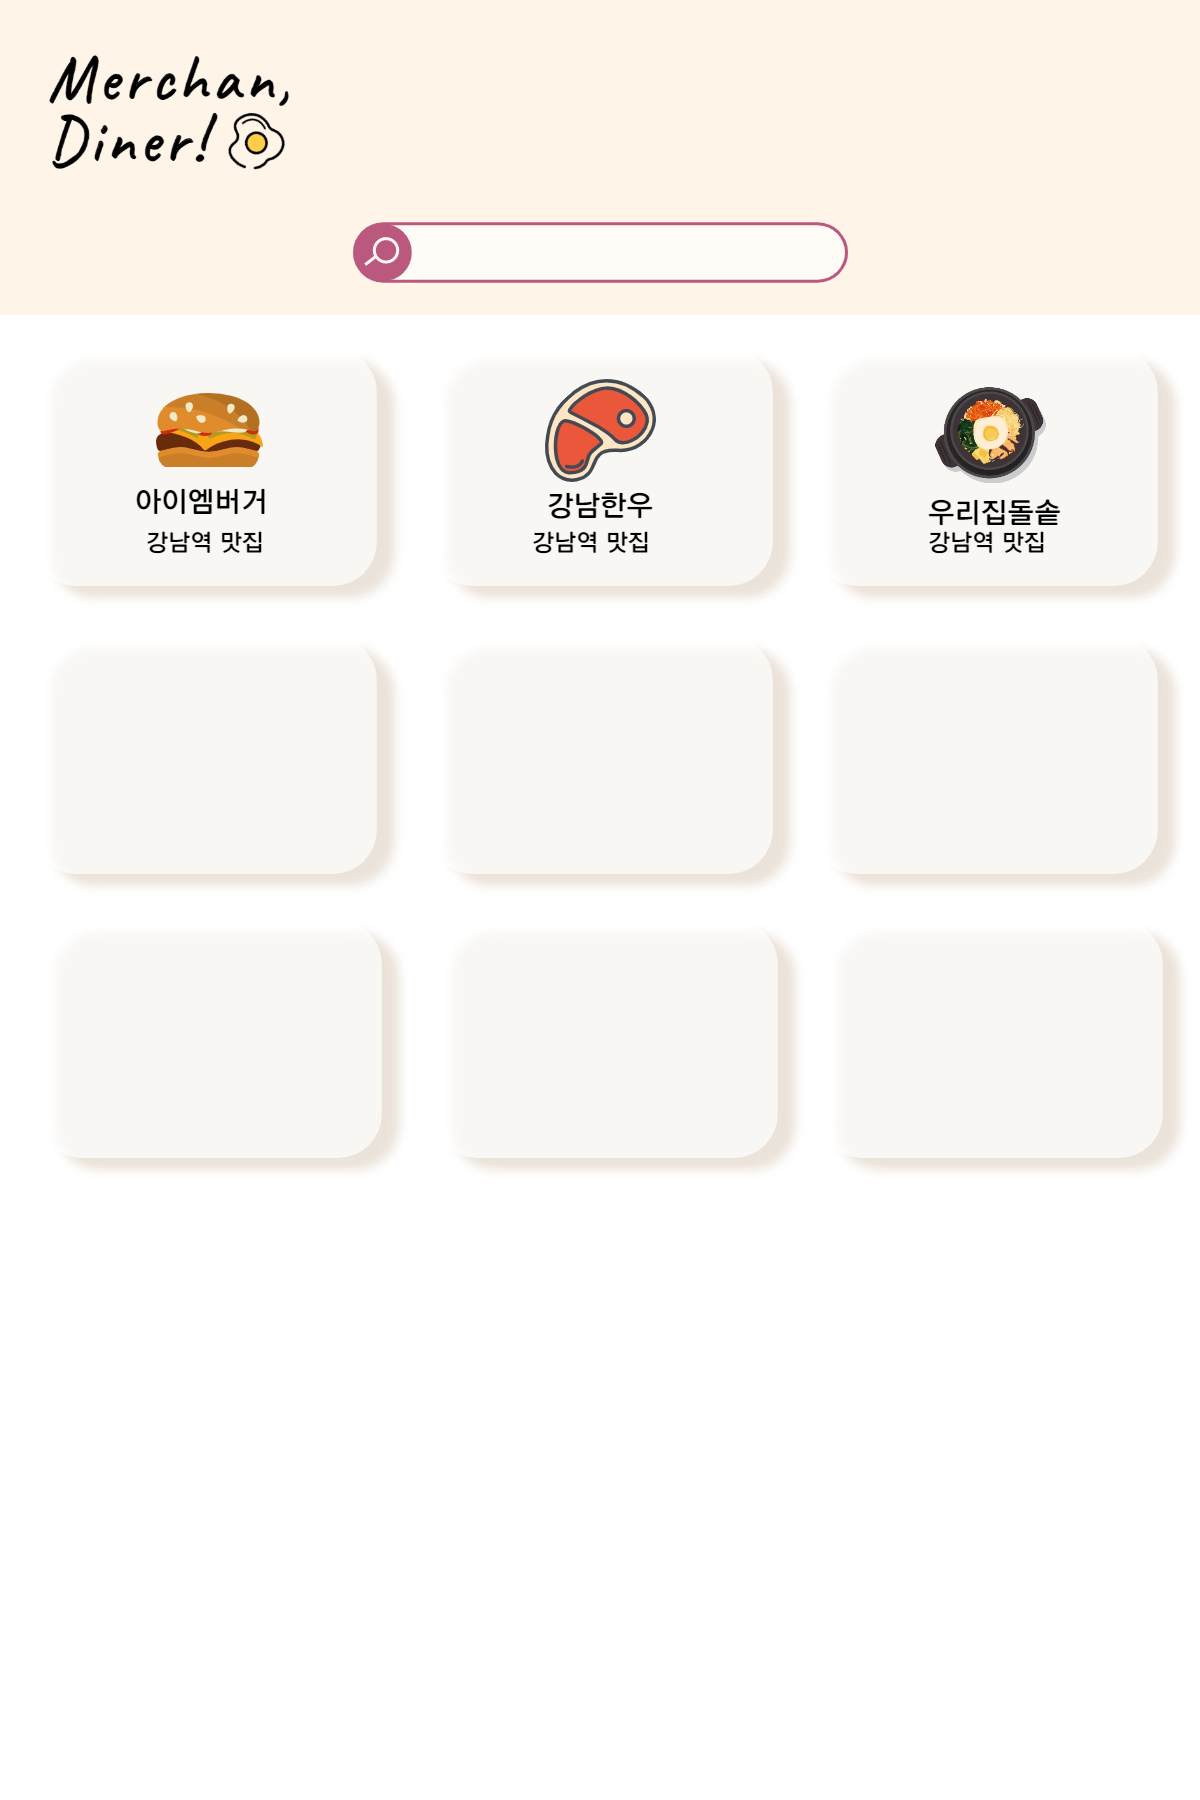 Merchan,
Diner!
아이엠버거
강남역 맛집
강남한우
강남역 맛집
우리집돌솥
강남역 맛집